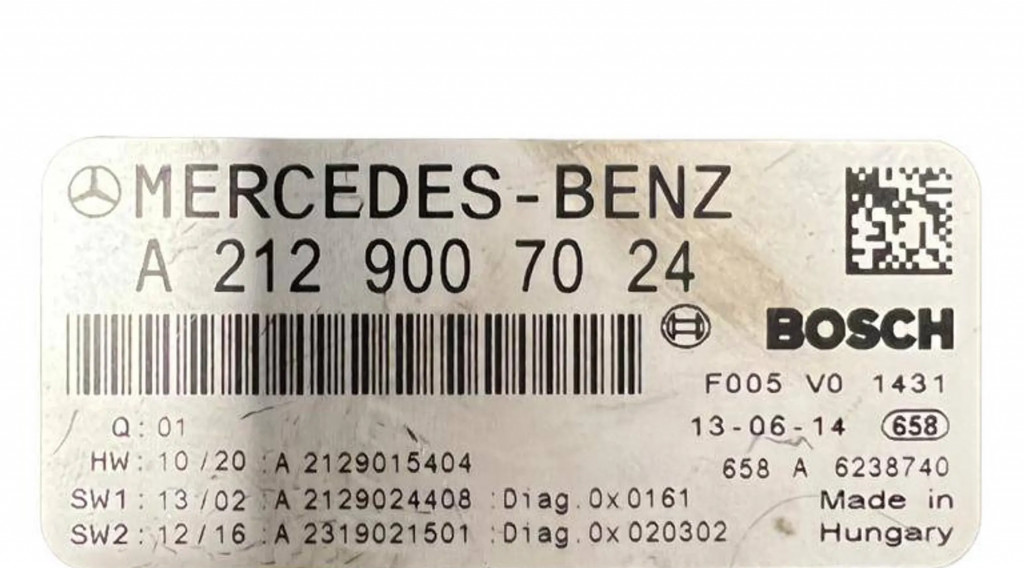 MERCEDES-BENZ
A 212 900 70 24
BOSCH
F005 V0 1431
Q: 01
13-06-14 658
HW: 10/20 :A 2129015404
658 A 6238740
SW1: 13/02 :A 2129024408 :Diag.0x0161
Made in
SW2: 12/16 :A 2319021501 :Diag.0x020302
Hungary